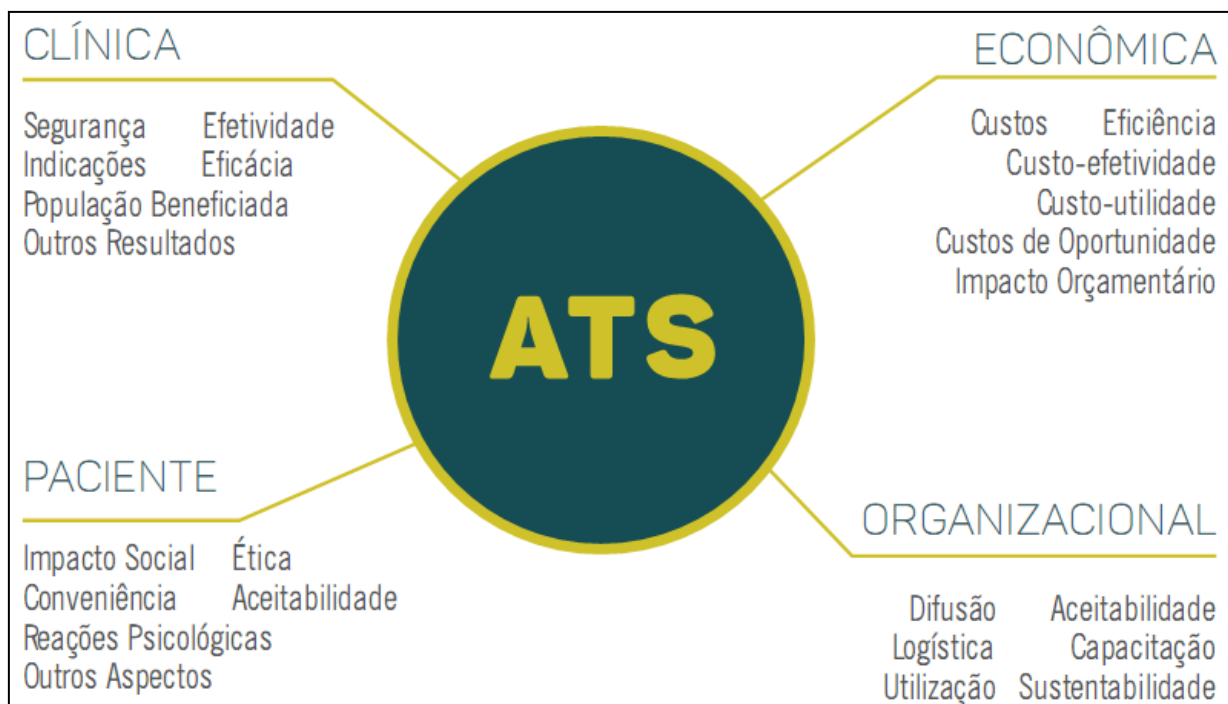 CLÍNICA
Segurança Efetividade
Indicações Eficácia
População Beneficiada
Outros Resultados
ECONÔMICA
Custos Eficiência
Custo-efetividade
Custo-utilidade
Custos de Oportunidade
Impacto Orçamentário
ATS
PACIENTE
Impacto Social Ética
Conveniência Aceitabilidade
Reações Psicológicas
Outros Aspectos
ORGANIZACIONAL
Difusão Aceitabilidade
Logística Capacitação
Utilização Sustentabilidade